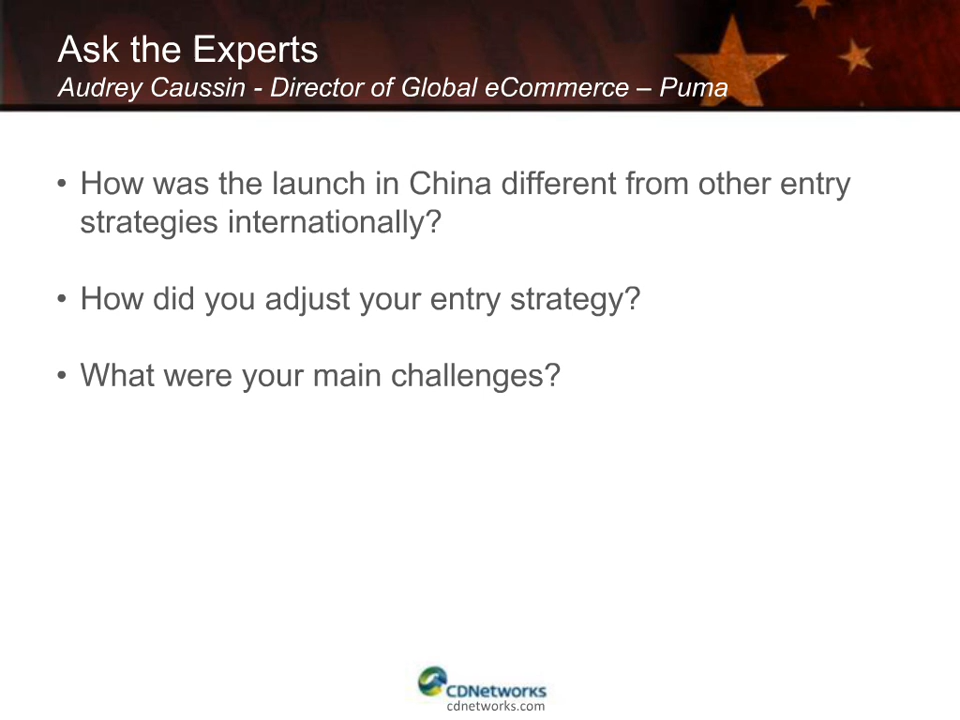 Ask the Experts
Audrey Caussin - Director of Global eCommerce – Puma
• How was the launch in China different from other entry
strategies internationally?
• How did you adjust your entry strategy?
• What were your main challenges?
CDNetworks
cdnetworks.com